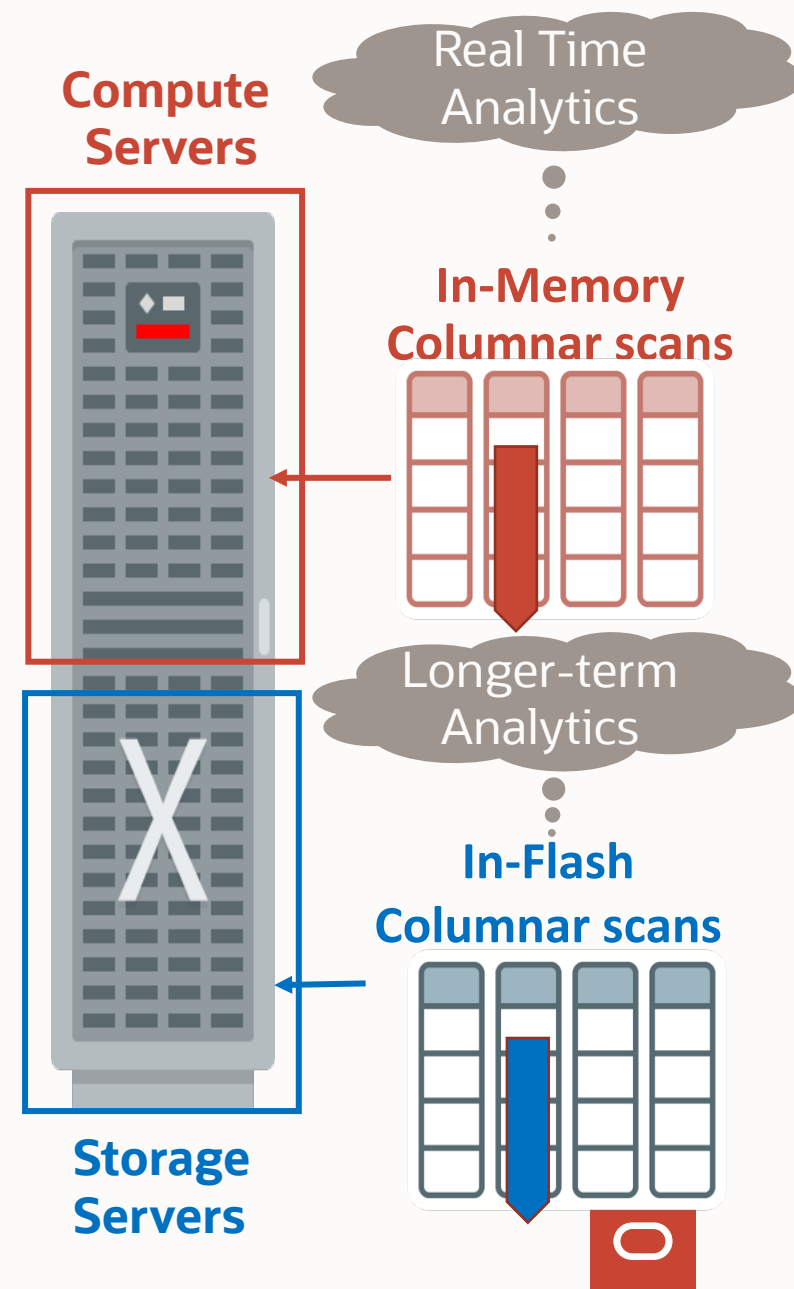 Real Time
Analytics
Compute
Servers
In-Memory
Columnar scans
Longer-term
Analytics
X
In-Flash
Columnar scans
Storage
Servers